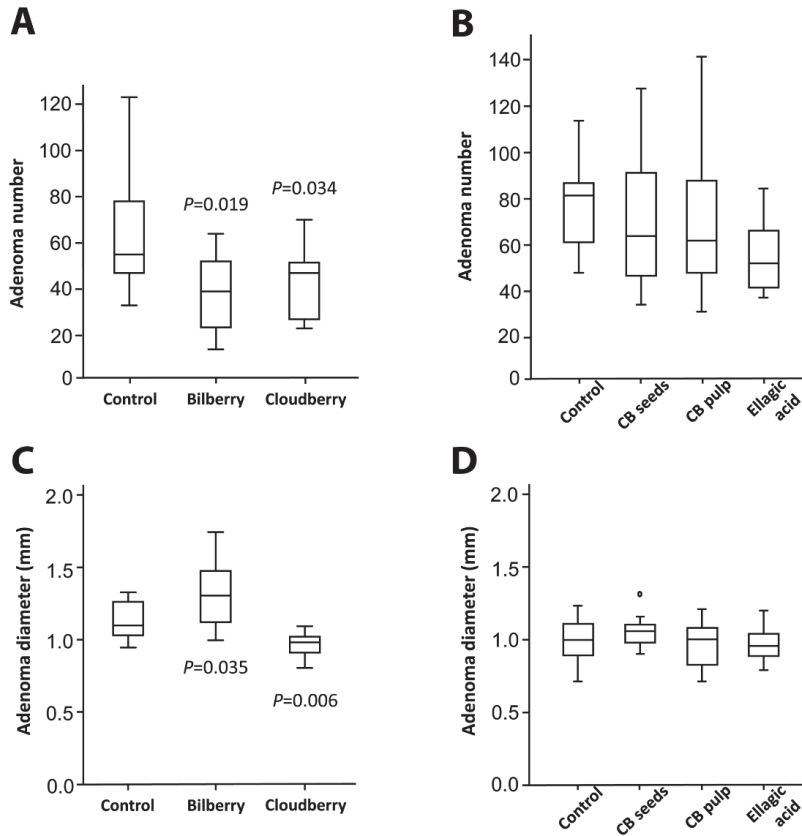 A
Adenoma number
120
80
60
40
20
0
P=0.019
P=0.034
Control
Bilberry
Cloudberry
B
Adenoma number
140
120
100
80
60
40
20
0
Control
CB seeds
CB pulp
Ellagic
acid
C
Adenoma diameter (mm)
2.0
1.5
1.0
0.5
0.0
P=0.035
P=0.006
Control
Bilberry
Cloudberry
D
Adenoma diameter (mm)
2.0
1.5
1.0
0.5
0.0
Control
CB seeds
CB pulp
Ellagic
acid